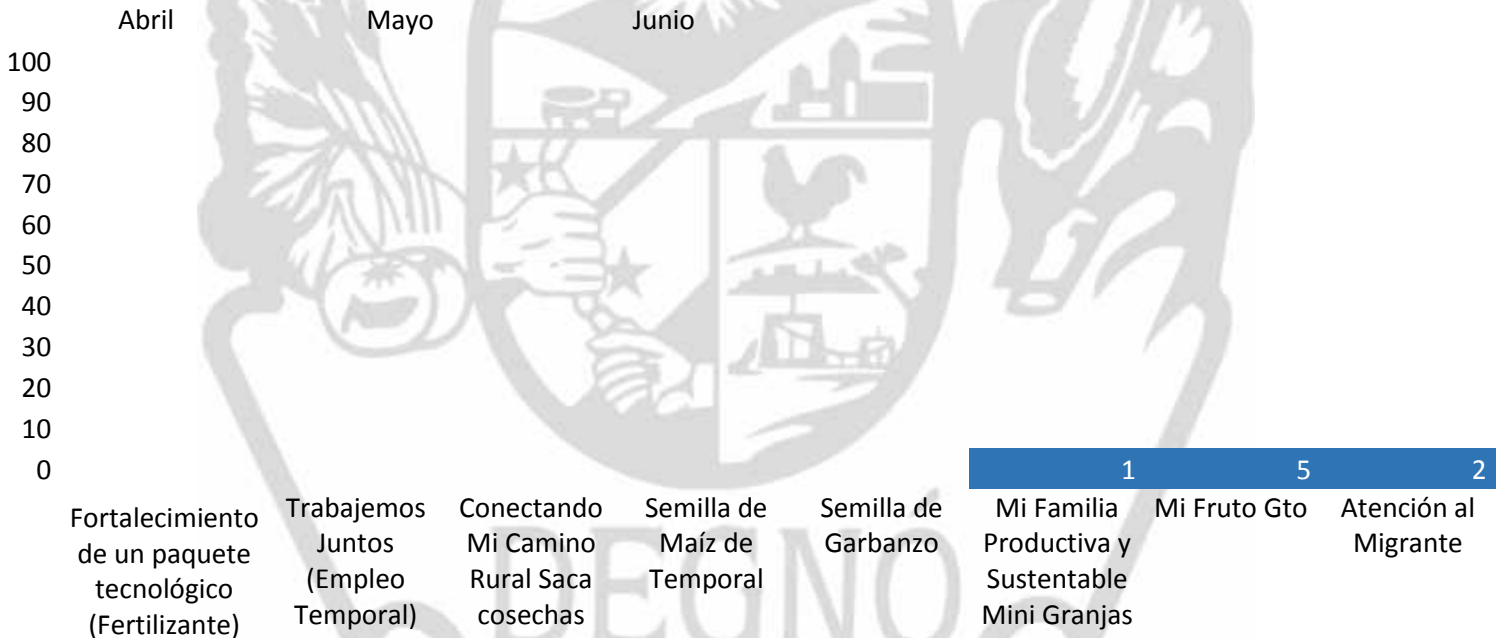 Abril Mayo Junio
100
90
80
70
60
50
40
30
20
10
0
1 5 2
Fortalecimiento
de un paquete
tecnológico
(Fertilizante)
Trabajemos
Juntos
(Empleo
Temporal)
Conectando
Mi Camino
Rural Saca
cosechas
Semilla de
Maíz de
Temporal
Semilla de
Garbanzo
Mi Familia
Productiva y
Sustentable
Mini Granjas
Mi Fruto Gto
Atención al
Migrante
DEGNÓ